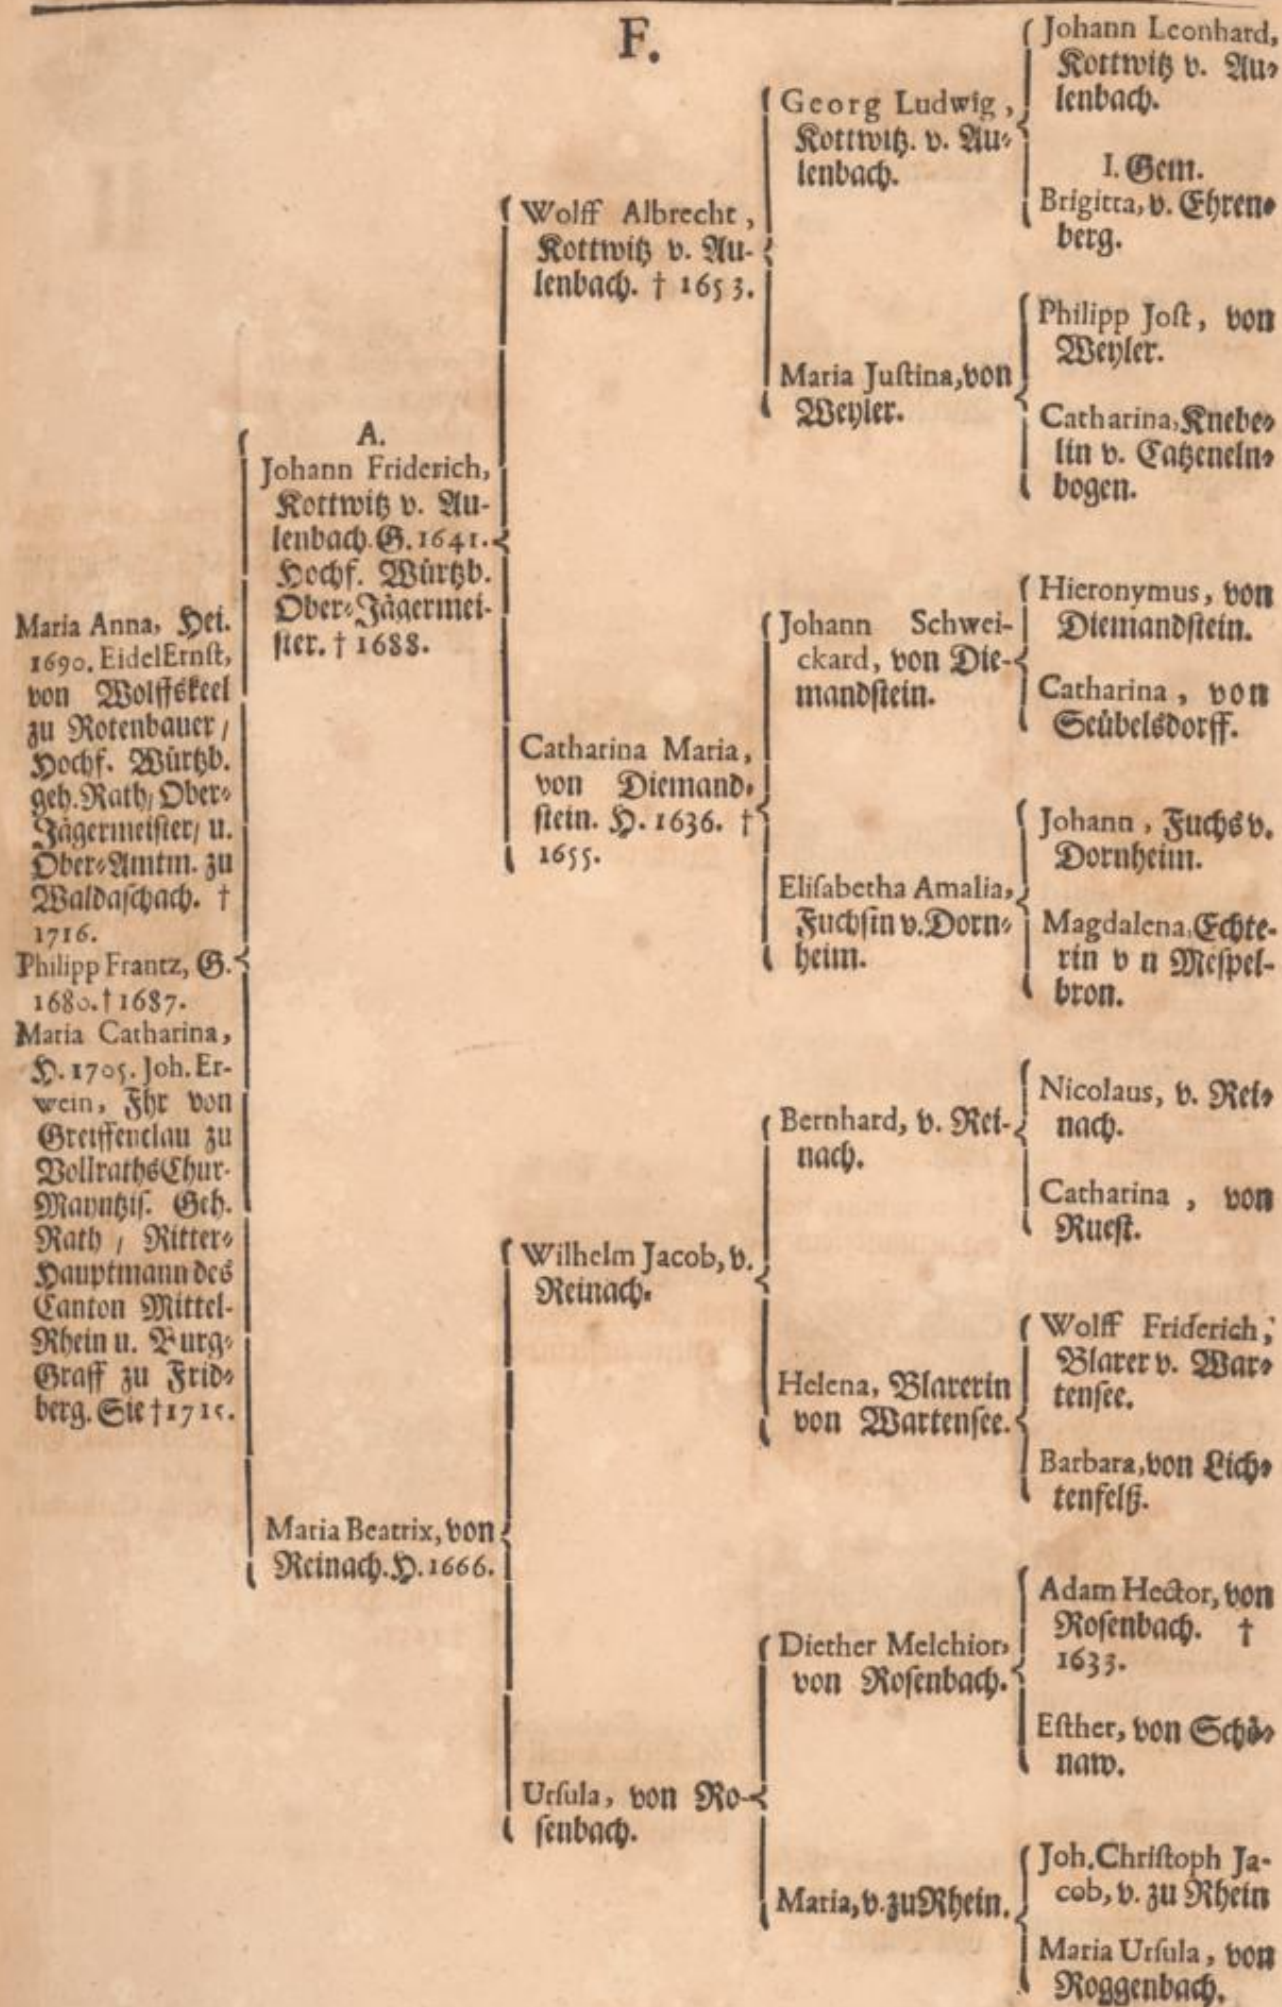 F.
Maria Anna, Hei.
1690. Eidel Ernſt,
von Wolffskeel
zu Rotenbauer /
Hochf. Würtzb.
geh. Rath, Ober-
Jägermeiſter / u.
Ober-Amtm. zu
Waldaſchach. †
1716.
Philipp Frantz, G.
1680. † 1687.
Maria Catharina,
H. 1705. Joh. Er-
wein, Fhr von
Greiffenclau zu
Vollraths Chur-
Mayntziſ. Geh.
Rath / Ritter-
Hauptmann des
Canton Mittel-
Rhein u. Burg-
Graff zu Frid-
berg. Sie † 1715.
A.
Johann Friderich,
Kottwitz v. Au-
lenbach. G. 1641.
Hochf. Würtzb.
Ober-Jägermei-
ſter. † 1688.
Maria Beatrix, von
Reinach. H. 1666.
Wolff Albrecht,
Kottwitz v. Au-
lenbach. † 1653.
Catharina Maria,
von Diemand-
ſtein. H. 1636. †
1655.
Wilhelm Jacob, v.
Reinach.
Urſula, von Ro-
ſenbach.
Georg Ludwig,
Kottwitz. v. Au-
lenbach.
Maria Juſtina, von
Weyler.
Johann Schwei-
ckard, von Die-
mandſtein.
Eliſabetha Amalia,
Fuchſin v. Dorn-
heim.
Bernhard, v. Rei-
nach.
Helena, Blarerin
von Wartenſee.
Diether Melchior,
von Roſenbach.
Maria, v. zu Rhein.
Johann Leonhard,
Kottwitz v. Au-
lenbach.
I. Gem.
Brigitta, v. Ehren-
berg.
Philipp Joſt, von
Weyler.
Catharina, Knebe-
lin v. Catzeneln-
bogen.
Hieronymus, von
Diemandſtein.
Catharina, von
Seübelsdorff.
Johann, Fuchs v.
Dornheim.
Magdalena, Echte-
rin v n Meſpel-
bron.
Nicolaus, v. Rei-
nach.
Catharina, von
Rueſt.
Wolff Friderich,
Blarer v. War-
tenſee.
Barbara, von Lich-
tenfelß.
Adam Hector, von
Roſenbach. †
1633.
Eſther, von Schö-
naw.
Joh. Chriſtoph Ja-
cob, v. zu Rhein
Maria Urſula, von
Roggenbach.